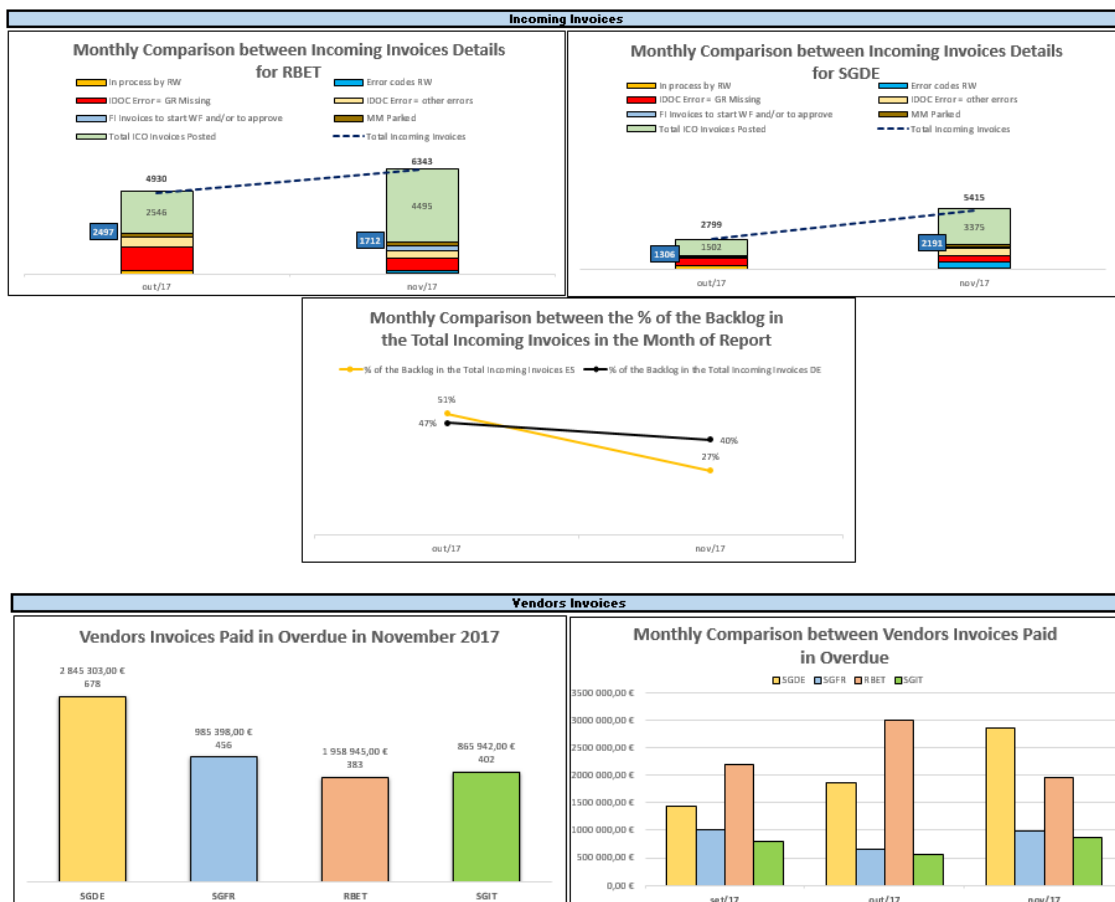 Incoming Invoices
Monthly Comparison between Incoming Invoices Details
for RBET
In process by RW
Error codes RW
IDOC Error = GR Missing
IDOC Error = other errors
FI Invoices to start WF and/or to approve
MM Parked
Total ICO Invoices Posted
Total Incoming Invoices
4930
6343
2546
4495
2497
1712
out/17
nov/17
Monthly Comparison between Incoming Invoices Details
for SGDE
In process by RW
Error codes RW
IDOC Error = GR Missing
IDOC Error = other errors
FI Invoices to start WF and/or to approve
MM Parked
Total ICO Invoices Posted
Total Incoming Invoices
2799
5415
1502
3375
1306
2191
out/17
nov/17
Monthly Comparison between the % of the Backlog in
the Total Incoming Invoices in the Month of Report
% of the Backlog in the Total Incoming Invoices ES
% of the Backlog in the Total Incoming Invoices DE
51%
47%
40%
27%
out/17
nov/17
Vendors Invoices
Vendors Invoices Paid in Overdue in November 2017
2 845 303,00 €
678
985 398,00 €
456
1 958 945,00 €
383
865 942,00 €
402
SGDE
SGFR
RBET
SGIT
Monthly Comparison between Vendors Invoices Paid
in Overdue
SGDE
SGFR
RBET
SGIT
3500 000,00 €
3000 000,00 €
2500 000,00 €
2000 000,00 €
1500 000,00 €
1000 000,00 €
500 000,00 €
0,00 €
set/17
out/17
nov/17